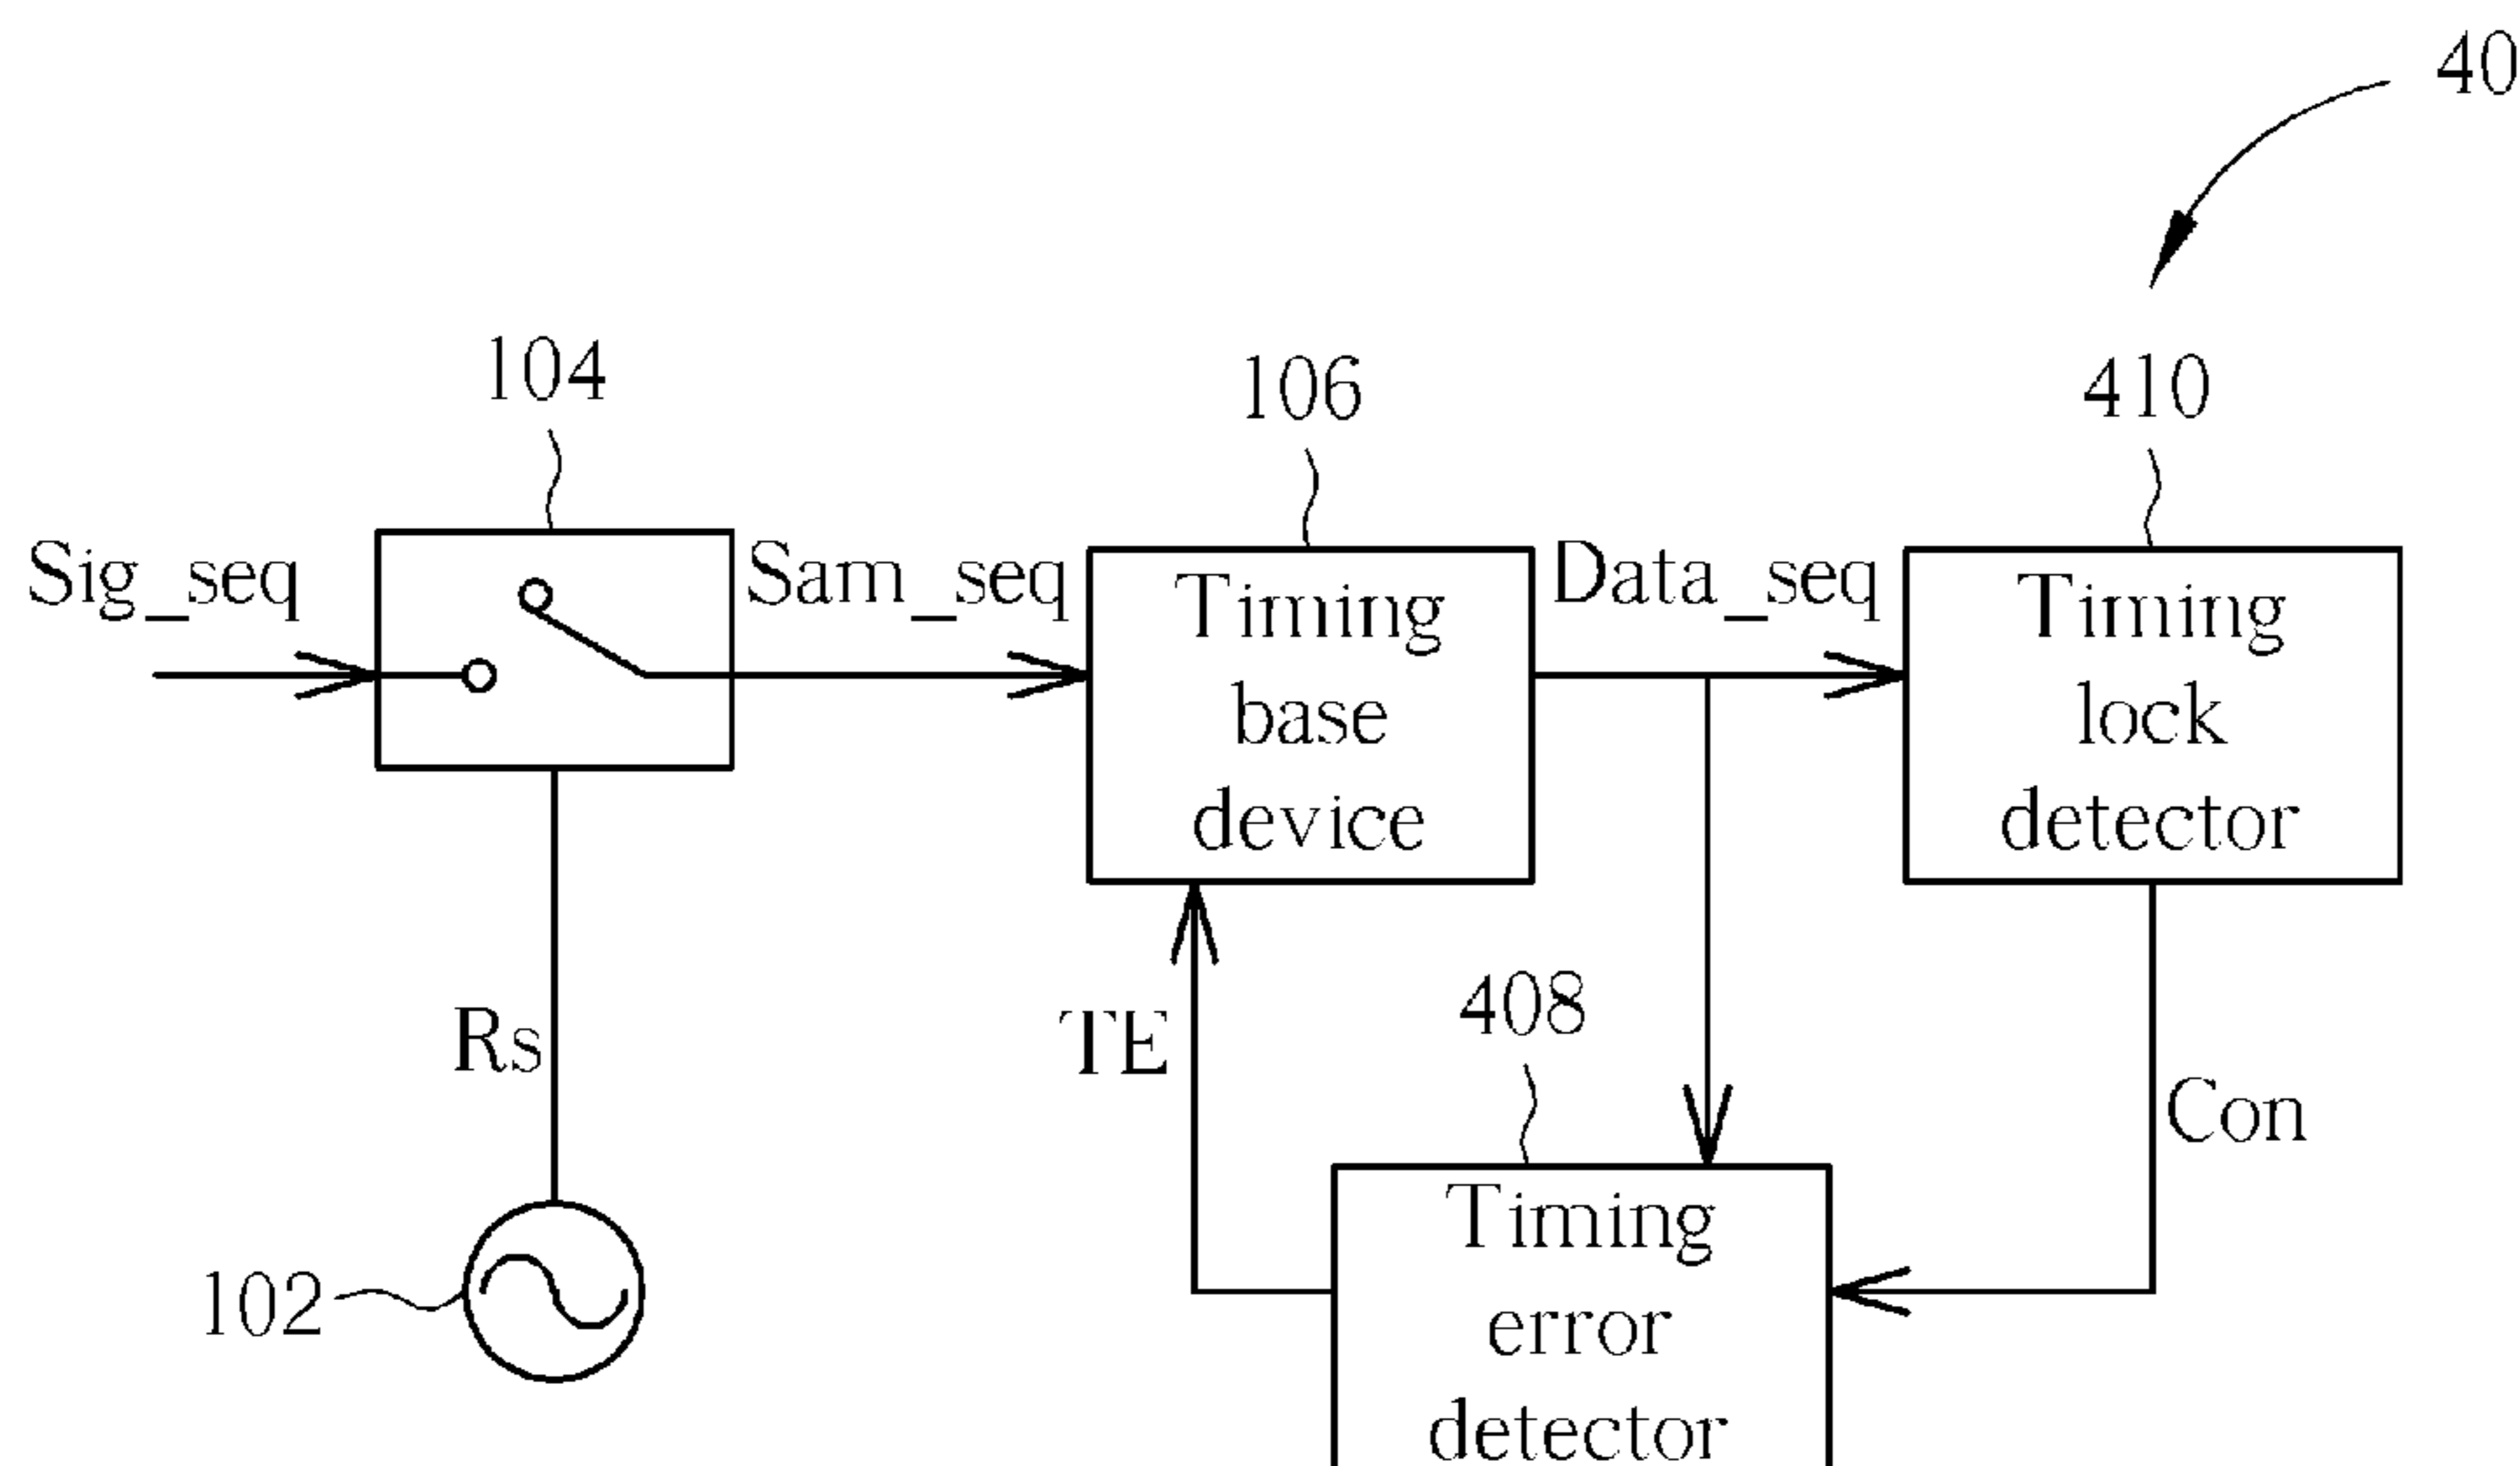 40
104
106
410
Sig_seq
Sam_seq
Timing
base
device
Data_seq
Timing
lock
detector
Rs
TE
408
Con
102
Timing
error
detector